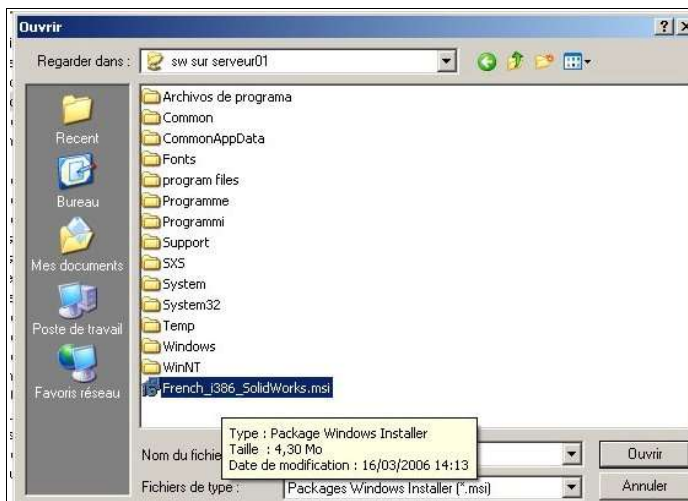 Ouvrir
Regarder dans :
sw sur serveur01
Recent
Bureau
Mes documents
Poste de travail
Favoris réseau
Archivos de programa
Common
CommonAppData
Fonts
program files
Programme
Programmi
Support
SXS
System
System32
Temp
Windows
WinNT
French_i386_SolidWorks.msi
Type : Package Windows Installer
Taille : 4,30 Mo
Date de modification : 16/03/2006 14:13
Nom du fichie
Ouvrir
Fichiers de type :
Packages Windows Installer (*.msi)
Annuler